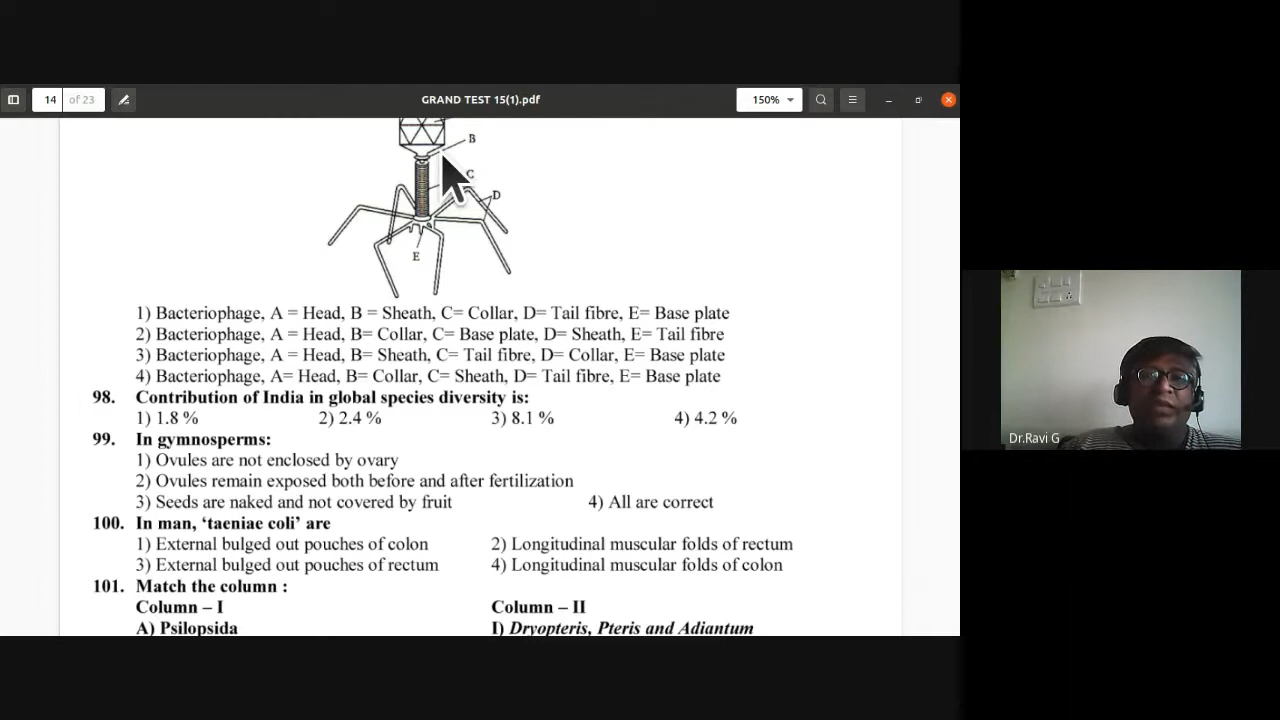 14 of 23
GRAND TEST 15(1).pdf
150%
B
C
D
E
1) Bacteriophage, A = Head, B = Sheath, C= Collar, D= Tail fibre, E= Base plate
2) Bacteriophage, A = Head, B= Collar, C= Base plate, D= Sheath, E= Tail fibre
3) Bacteriophage, A = Head, B= Sheath, C= Tail fibre, D= Collar, E= Base plate
4) Bacteriophage, A= Head, B= Collar, C= Sheath, D= Tail fibre, E= Base plate
98. Contribution of India in global species diversity is:
1) 1.8 % 2) 2.4 % 3) 8.1 % 4) 4.2 %
99. In gymnosperms:
1) Ovules are not enclosed by ovary
2) Ovules remain exposed both before and after fertilization
3) Seeds are naked and not covered by fruit 4) All are correct
100. In man, ‘taeniae coli’ are
1) External bulged out pouches of colon 2) Longitudinal muscular folds of rectum
3) External bulged out pouches of rectum 4) Longitudinal muscular folds of colon
101. Match the column :
Column – I Column – II
A) Psilopsida I) Dryopteris, Pteris and Adiantum
Dr.Ravi G